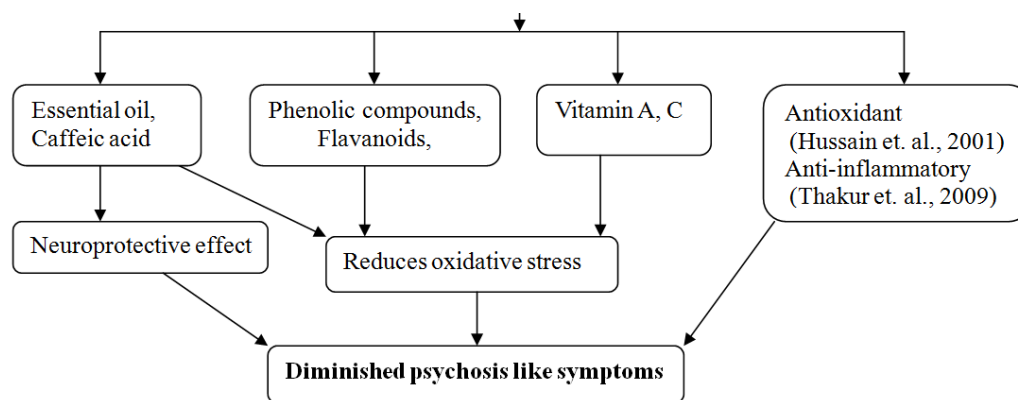 Essential oil,
Caffeic acid
Phenolic compounds,
Flavanoids,
Vitamin A, C
Antioxidant
(Hussain et. al., 2001)
Anti-inflammatory
(Thakur et. al., 2009)
Neuroprotective effect
Reduces oxidative stress
Diminished psychosis like symptoms